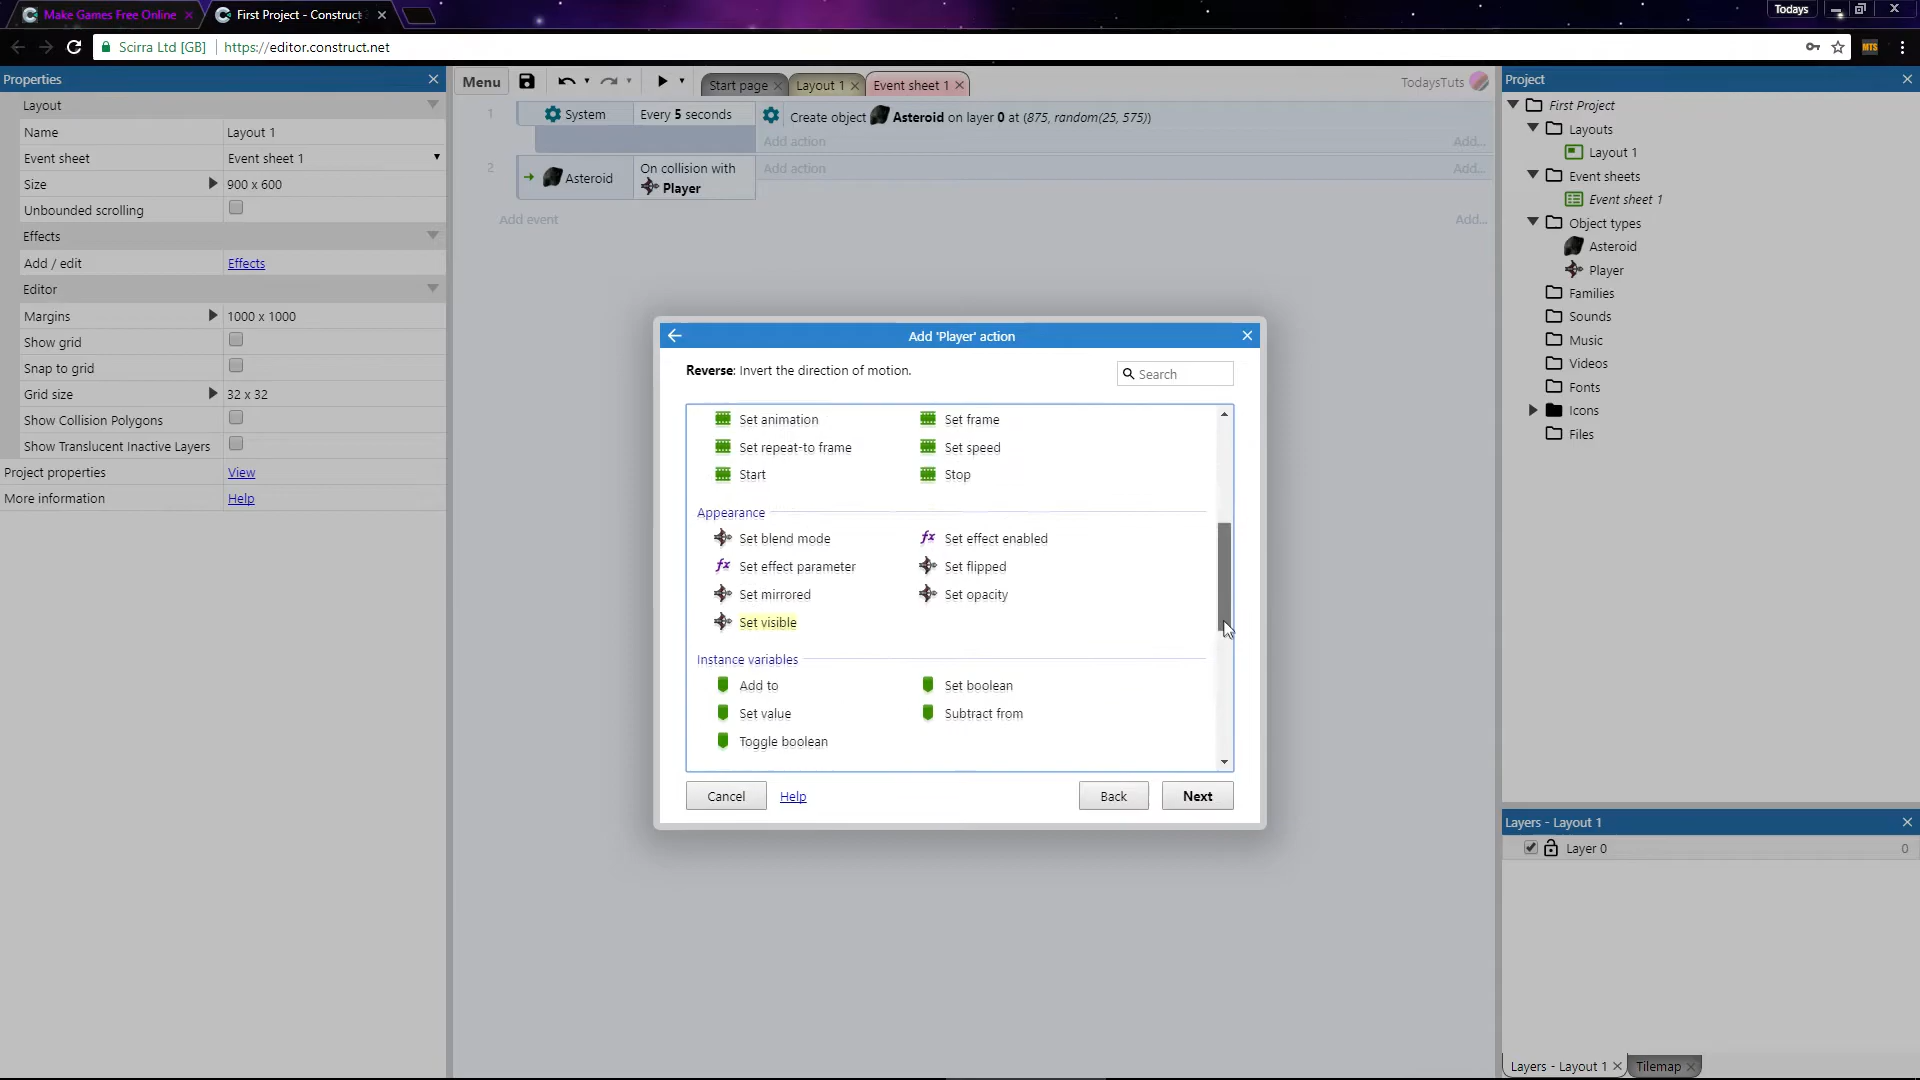 Make Games Free Online
First Project - Construct
Todays
Scirra Ltd [GB]
https://editor.construct.net
MTS
Properties
Menu
Start page
Layout 1
Event sheet 1
TodaysTuts
Project
Layout
Name
Layout 1
Event sheet
Event sheet 1
Size
900 x 600
Unbounded scrolling
Effects
Add / edit
Effects
Editor
Margins
1000 x 1000
Show grid
Snap to grid
Grid size
32 x 32
Show Collision Polygons
Show Translucent Inactive Layers
Project properties
View
More information
Help
1
System
Every 5 seconds
Create object Asteroid on layer 0 at (875, random(25, 575))
Add action
Add...
2
Asteroid
On collision with
Player
Add action
Add...
Add event
Add...
Add 'Player' action
Reverse: Invert the direction of motion.
Search
Set animation
Set frame
Set repeat-to frame
Set speed
Start
Stop
Appearance
Set blend mode
Set effect enabled
Set effect parameter
Set flipped
Set mirrored
Set opacity
Set visible
Instance variables
Add to
Set boolean
Set value
Subtract from
Toggle boolean
Cancel
Help
Back
Next
First Project
Layouts
Layout 1
Event sheets
Event sheet 1
Object types
Asteroid
Player
Families
Sounds
Music
Videos
Fonts
Icons
Files
Layers - Layout 1
Layer 0
0
Layers - Layout 1
Tilemap